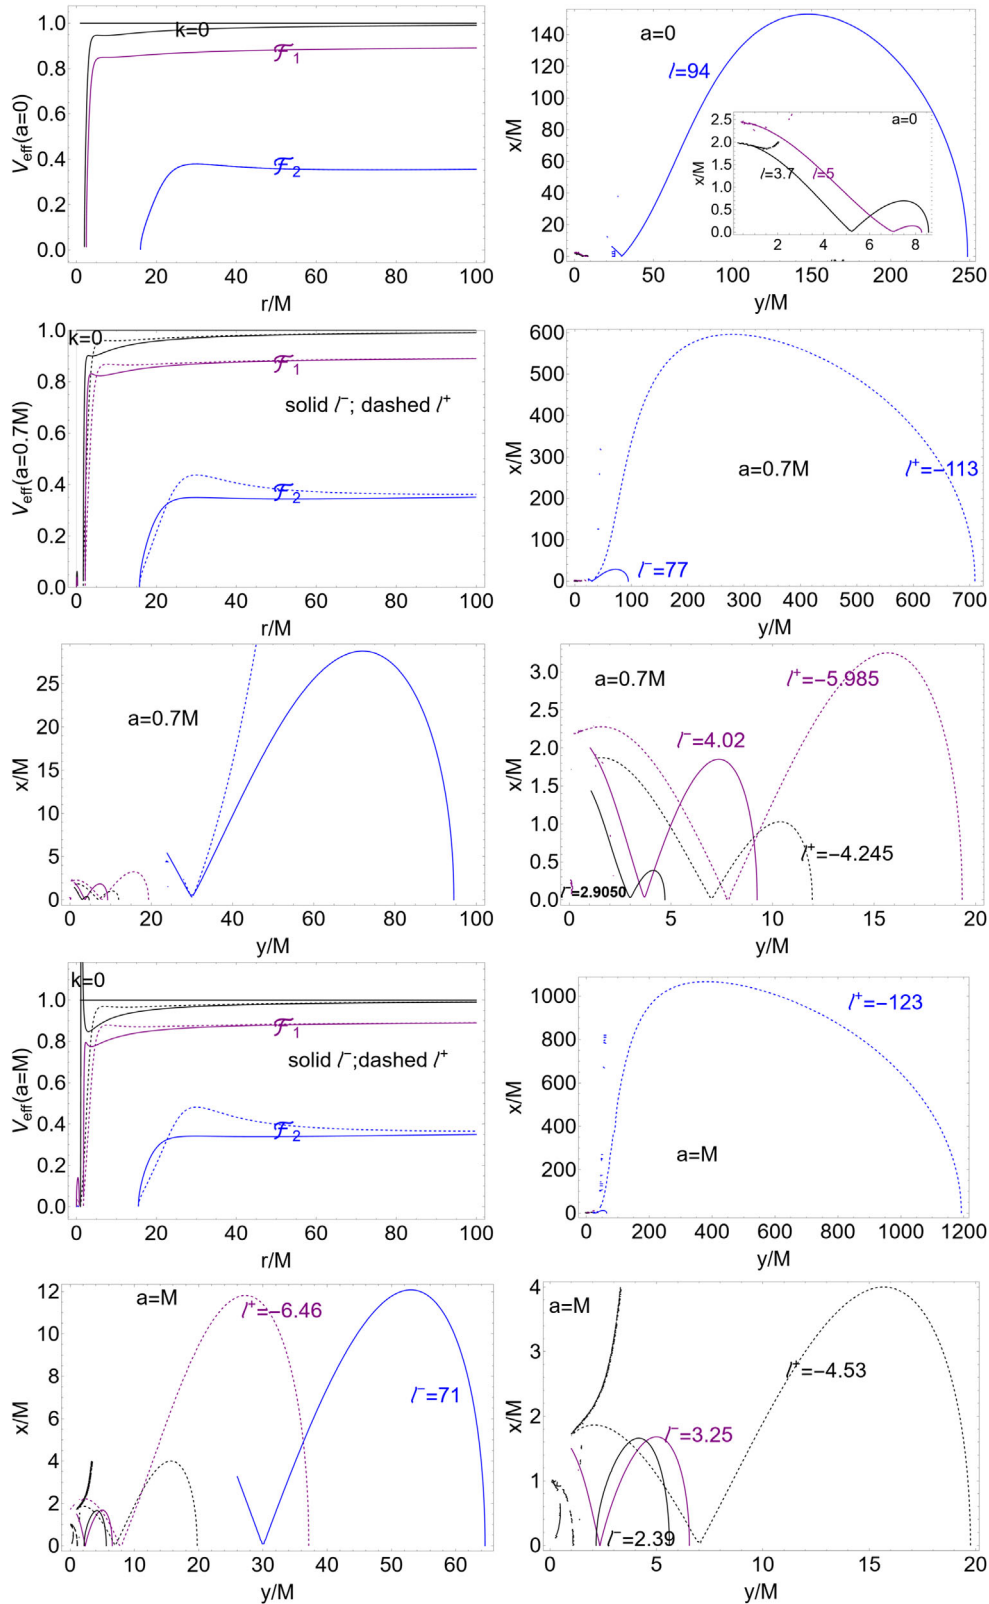 1.0
k=0
𝓕1
0.8
0.6
0.4
𝓕2
0.2
0.0
Veff(a=0)
0 20 40 60 80 100
r/M
140
a=0
120
l=94
100
80
60
40
20
0
x/M
0 50 100 150 200 250
y/M
2.5
a=0
2.0
1.5
l=3.7
l=5
1.0
0.5
0.0
x/M
2 4 6 8
1.0
k=0
𝓕1
0.8
solid l⁻; dashed l⁺
0.6
0.4
𝓕2
0.2
0.0
Veff(a=0.7M)
0 20 40 60 80 100
r/M
600
500
400
300
a=0.7M
l⁺=-113
200
100
l⁻=77
0
x/M
0 100 200 300 400 500 600 700
y/M
25
a=0.7M
20
15
10
5
0
x/M
0 20 40 60 80 100
y/M
3.0
a=0.7M
l⁺=-5.985
2.5
l⁻=4.02
2.0
1.5
1.0
l⁺=-4.245
0.5
l⁻=2.9050
0.0
x/M
0 5 10 15 20
y/M
k=0
1.0
𝓕1
0.8
solid l⁻;dashed l⁺
0.6
0.4
𝓕2
0.2
0.0
Veff(a=M)
0 20 40 60 80 100
r/M
1000
l⁺=-123
800
600
400
a=M
200
0
x/M
0 200 400 600 800 1000 1200
y/M
12
a=M
l⁺=-6.46
10
8
l⁻=71
6
4
2
0
x/M
0 10 20 30 40 50 60
y/M
4
a=M
3
l⁺=-4.53
2
l⁻=3.25
1
l⁻=2.39
0
x/M
0 5 10 15 20
y/M